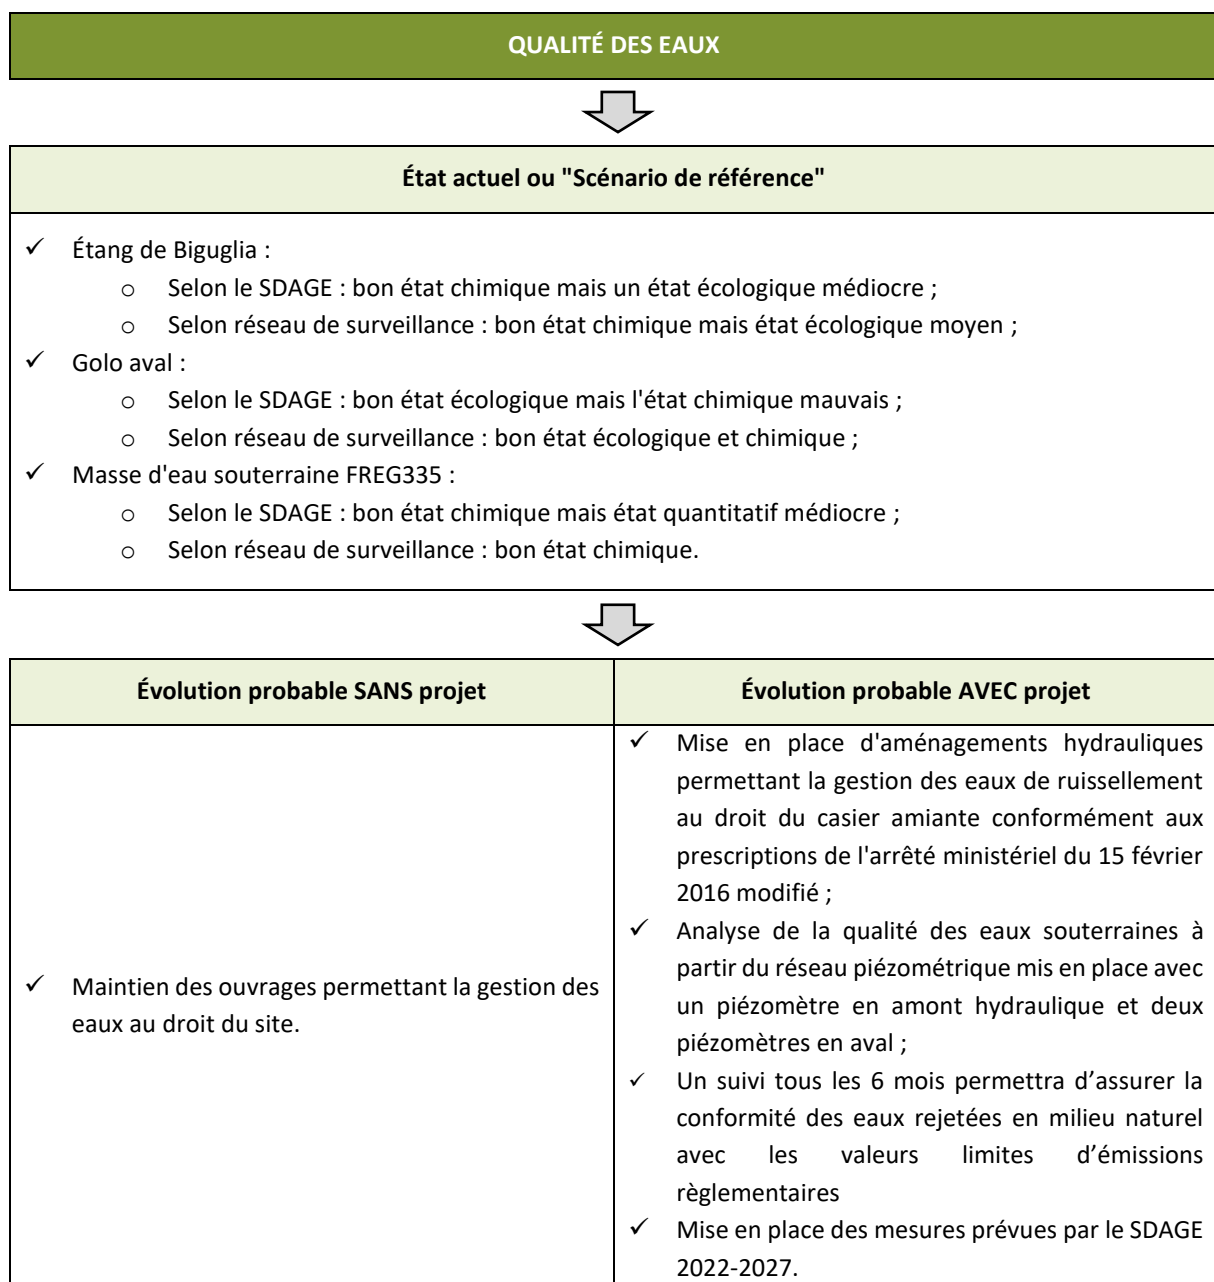 QUALITÉ DES EAUX
État actuel ou "Scénario de référence"
✓ Étang de Biguglia :
o Selon le SDAGE : bon état chimique mais un état écologique médiocre ;
o Selon réseau de surveillance : bon état chimique mais état écologique moyen ;
✓ Golo aval :
o Selon le SDAGE : bon état écologique mais l'état chimique mauvais ;
o Selon réseau de surveillance : bon état écologique et chimique ;
✓ Masse d'eau souterraine FREG335 :
o Selon le SDAGE : bon état chimique mais état quantitatif médiocre ;
o Selon réseau de surveillance : bon état chimique.
Évolution probable SANS projet
✓ Maintien des ouvrages permettant la gestion des
eaux au droit du site.
Évolution probable AVEC projet
✓ Mise en place d'aménagements hydrauliques
permettant la gestion des eaux de ruissellement
au droit du casier amiante conformément aux
prescriptions de l'arrêté ministériel du 15 février
2016 modifié ;
✓ Analyse de la qualité des eaux souterraines à
partir du réseau piézométrique mis en place avec
un piézomètre en amont hydraulique et deux
piézomètres en aval ;
✓ Un suivi tous les 6 mois permettra d’assurer la
conformité des eaux rejetées en milieu naturel
avec les valeurs limites d’émissions
règlementaires
✓ Mise en place des mesures prévues par le SDAGE
2022-2027.